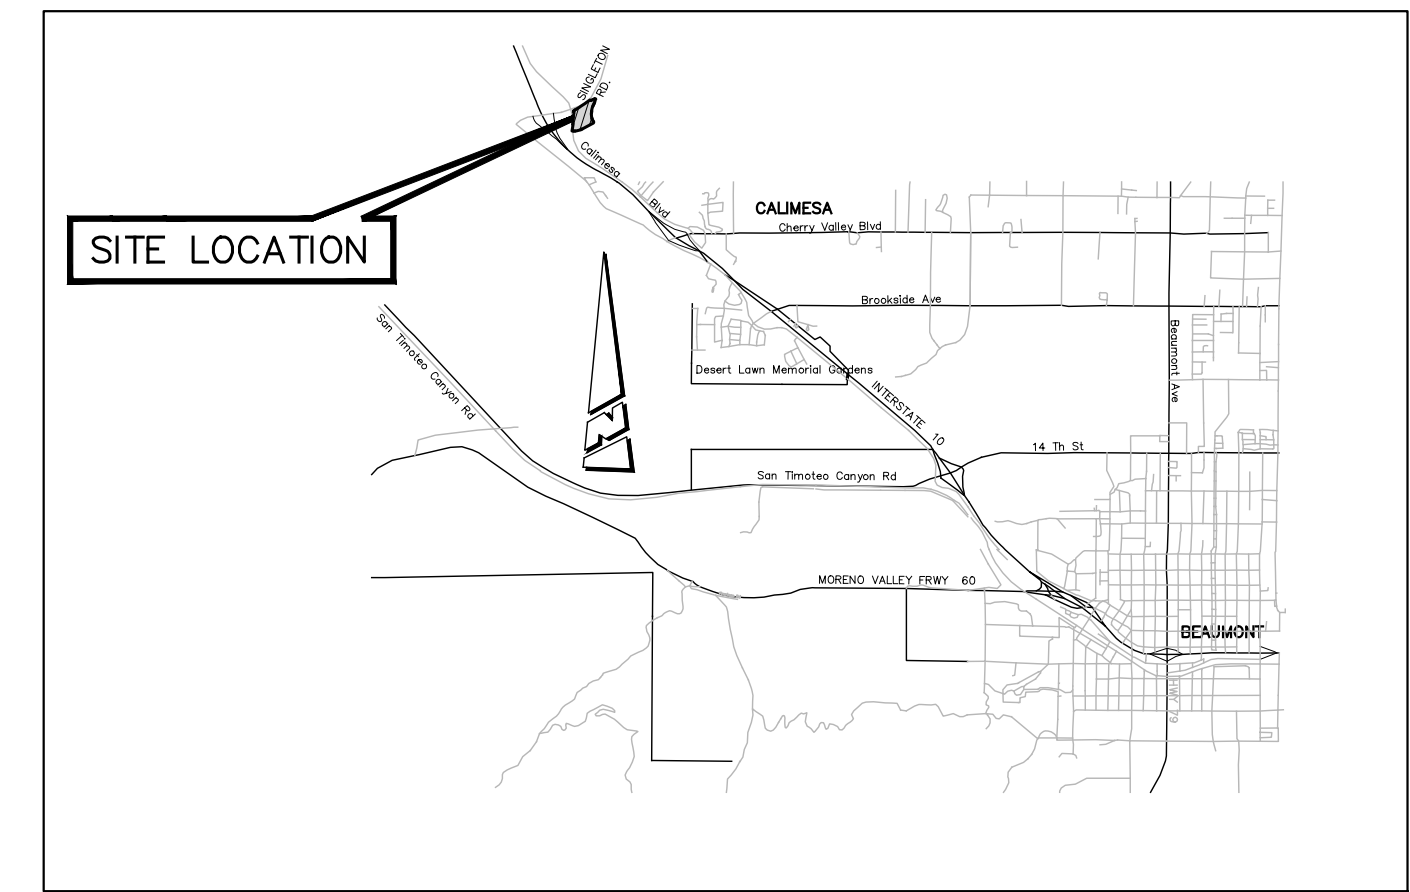 SINGLETON
RD.
Calimesa
Blvd
SITE LOCATION
CALIMESA
Cherry Valley Blvd
Brookside Ave
San Timoteo Canyon Rd
Beaumont Ave
Desert Lawn Memorial Gardens
INTERSTATE 10
N
14 Th St
San Timoteo Canyon Rd
MORENO VALLEY FRWY 60
BEAUMONT
HWY 79